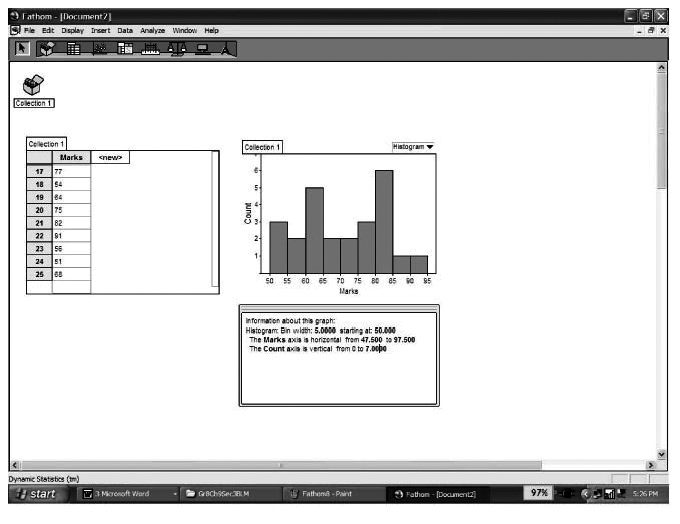 Fathom - [Document2]
File Edit Display Insert Data Analyze Window Help
Collection 1
Collection 1
Marks <new>
17 77
18 54
19 64
20 75
21 82
22 91
23 56
24 51
25 68
Collection 1
Histogram
6
5
4
3
2
1
Count
50 55 60 65 70 75 80 85 90 95
Marks
Information about this graph:
Histogram: Bin width: 5.0000 starting at: 50.000
The Marks axis is horizontal from 47.500 to 97.500
The Count axis is vertical from 0 to 7.0000
Dynamic Statistics (tm)
start
3 Microsoft Word
Gr8Ch9Sec3BLM
Fathom8 - Paint
Fathom - [Document2]
97%
5:26 PM